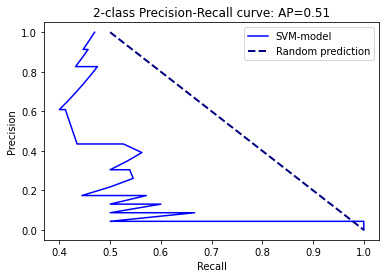 2-class Precision-Recall curve: AP=0.51
SVM-model
Random prediction
Precision
1.0
0.8
0.6
0.4
0.2
0.0
0.4 0.5 0.6 0.7 0.8 0.9 1.0
Recall